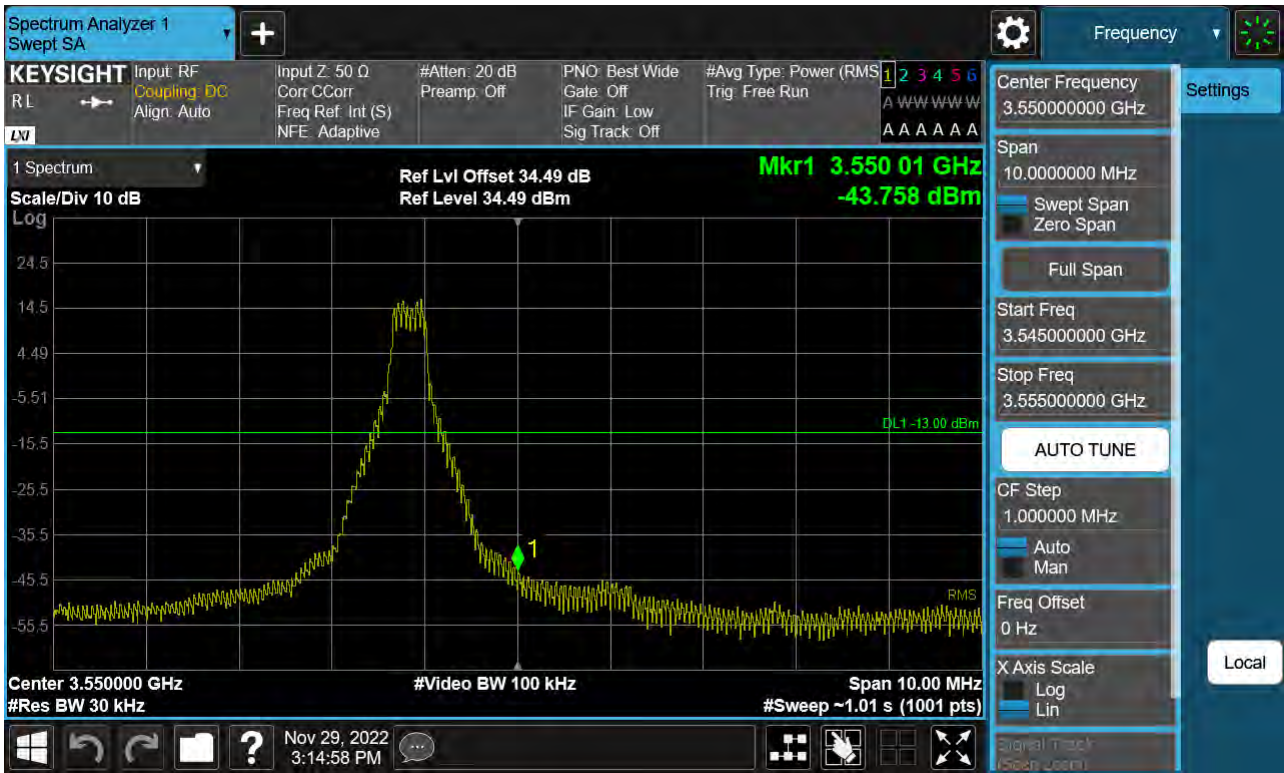 Spectrum Analyzer 1
Swept SA
+
Frequency
KEYSIGHT
RL
LXI
Input: RF
Coupling: DC
Align: Auto
Input Z: 50 Ω
Corr CCorr
Freq Ref: Int (S)
NFE: Adaptive
#Atten: 20 dB
Preamp: Off
PNO: Best Wide
Gate: Off
IF Gain: Low
Sig Track: Off
#Avg Type: Power (RMS
Trig: Free Run
1 2 3 4 5 6
A W W W W W
A A A A A A
1 Spectrum
Scale/Div 10 dB
Log
Ref Lvl Offset 34.49 dB
Ref Level 34.49 dBm
Mkr1 3.550 01 GHz
-43.758 dBm
24.5
14.5
4.49
-5.51
-15.5
-25.5
-35.5
-45.5
-55.5
DL1 -13.00 dBm
1
RMS
Center 3.550000 GHz
#Res BW 30 kHz
#Video BW 100 kHz
Span 10.00 MHz
#Sweep ~1.01 s (1001 pts)
Center Frequency
3.550000000 GHz
Settings
Span
10.0000000 MHz
Swept Span
Zero Span
Full Span
Start Freq
3.545000000 GHz
Stop Freq
3.555000000 GHz
AUTO TUNE
CF Step
1.000000 MHz
Auto
Man
Freq Offset
0 Hz
X Axis Scale
Log
Lin
Local
Signal Track
(Span Zoom)
?
Nov 29, 2022
3:14:58 PM